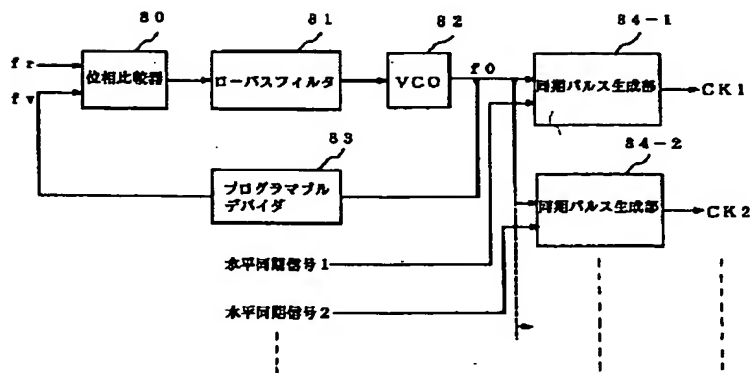 80
81
82
84-1
fr
fv
位相比較器
ローパスフィルタ
VCO
f0
同期パルス生成部
CK1
83
84-2
プログラマブル
デバイダ
同期パルス生成部
CK2
水平同期信号1
水平同期信号2